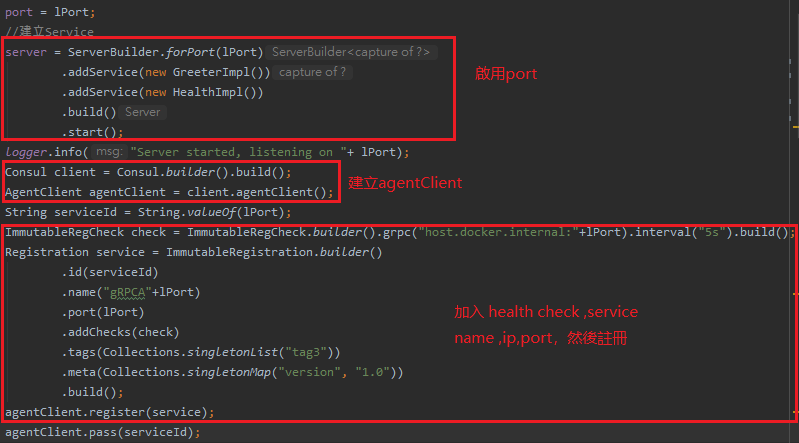 port = lPort;
//建立Service
server = ServerBuilder.forPort(lPort) ServerBuilder<capture of ?>
.addService(new GreeterImpl()) capture of ?
.addService(new HealthImpl())
.build() Server
.start();
啟用port
logger.info( msg: "Server started, listening on "+ lPort);
Consul client = Consul.builder().build();
AgentClient agentClient = client.agentClient();
建立agentClient
String serviceId = String.valueOf(lPort);
ImmutableRegCheck check = ImmutableRegCheck.builder().grpc("host.docker.internal:"+lPort).interval("5s").build();
Registration service = ImmutableRegistration.builder()
.id(serviceId)
.name("gRPCA"+lPort)
.port(lPort)
.addChecks(check)
.tags(Collections.singletonList("tag3"))
.meta(Collections.singletonMap("version", "1.0"))
.build();
加入 health check ,service
name ,ip,port，然後註冊
agentClient.register(service);
agentClient.pass(serviceId);